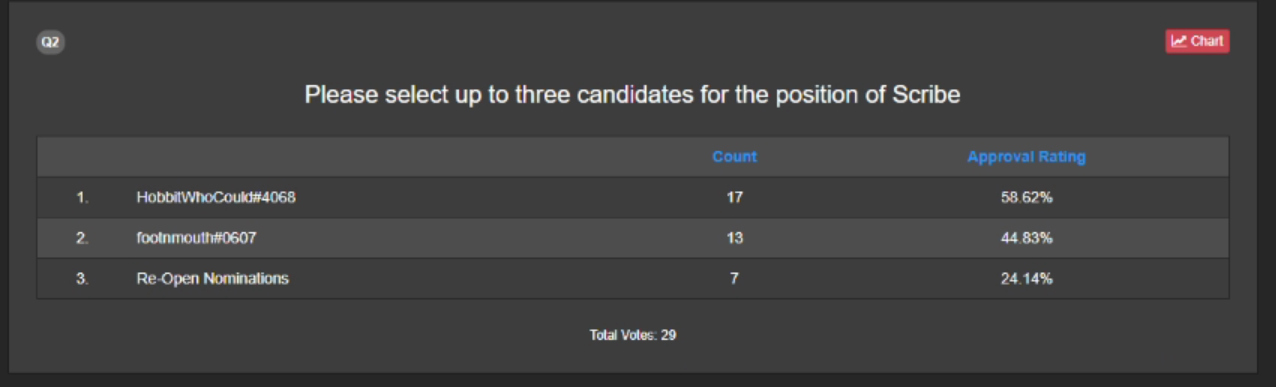 Q2
Chart
Please select up to three candidates for the position of Scribe
Count Approval Rating
1. HobbitWhoCould#4068 17 58.62%
2. footnmouth#0607 13 44.83%
3. Re-Open Nominations 7 24.14%
Total Votes: 29